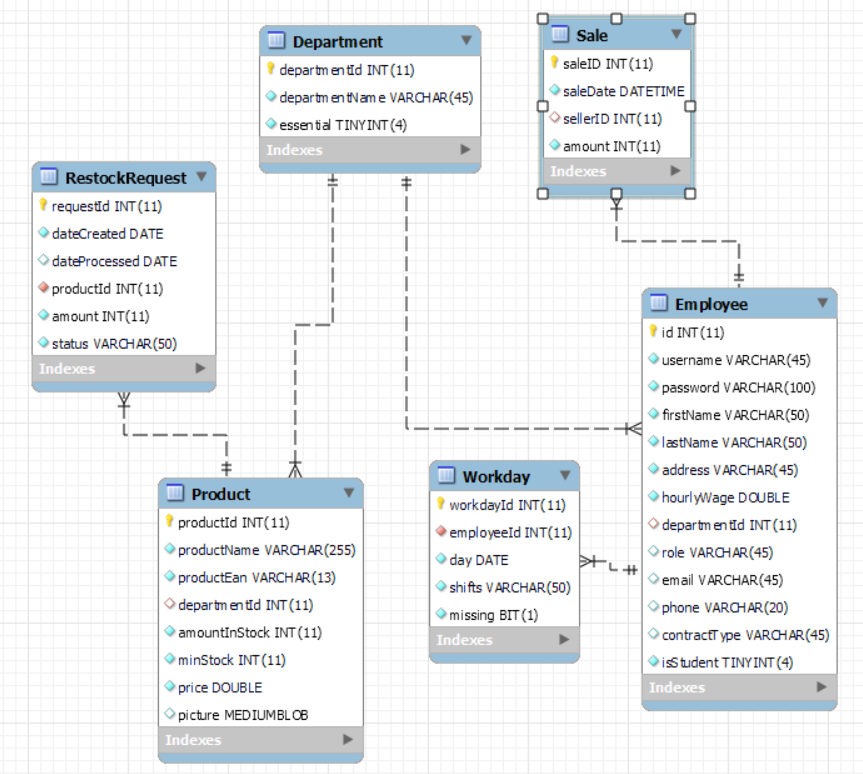 Department
departmentId INT(11)
departmentName VARCHAR(45)
essential TINYINT(4)
Indexes
Sale
saleID INT(11)
saleDate DATETIME
sellerID INT(11)
amount INT(11)
Indexes
RestockRequest
requestId INT(11)
dateCreated DATE
dateProcessed DATE
productId INT(11)
amount INT(11)
status VARCHAR(50)
Indexes
Employee
id INT(11)
username VARCHAR(45)
password VARCHAR(100)
firstName VARCHAR(50)
lastName VARCHAR(50)
address VARCHAR(45)
hourlyWage DOUBLE
departmentId INT(11)
role VARCHAR(45)
email VARCHAR(45)
phone VARCHAR(20)
contractType VARCHAR(45)
isStudent TINYINT(4)
Indexes
Workday
workdayId INT(11)
employeeId INT(11)
day DATE
shifts VARCHAR(50)
missing BIT(1)
Indexes
Product
productId INT(11)
productName VARCHAR(255)
productEan VARCHAR(13)
departmentId INT(11)
amountInStock INT(11)
minStock INT(11)
price DOUBLE
picture MEDIUMBLOB
Indexes